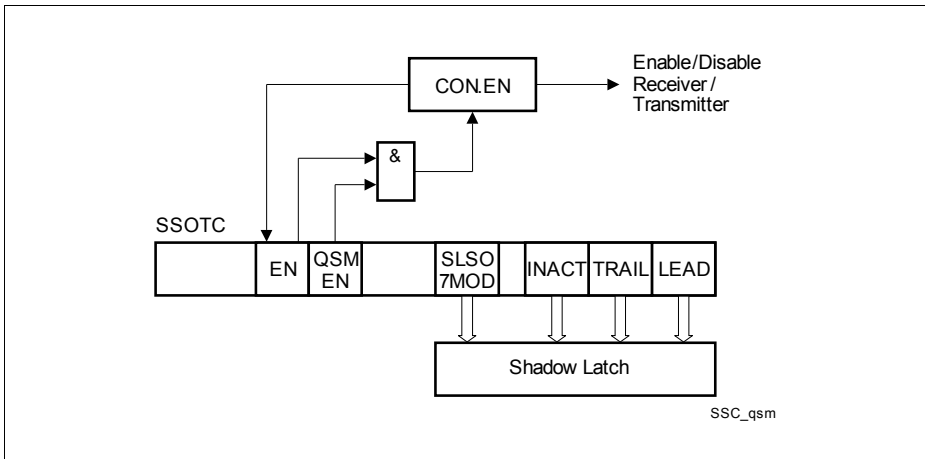 CON.EN
Enable/Disable
Receiver/
Transmitter
&
SSOTC
EN
QSM
EN
SLSO
7MOD
INACT
TRAIL
LEAD
Shadow Latch
SSC_qsm